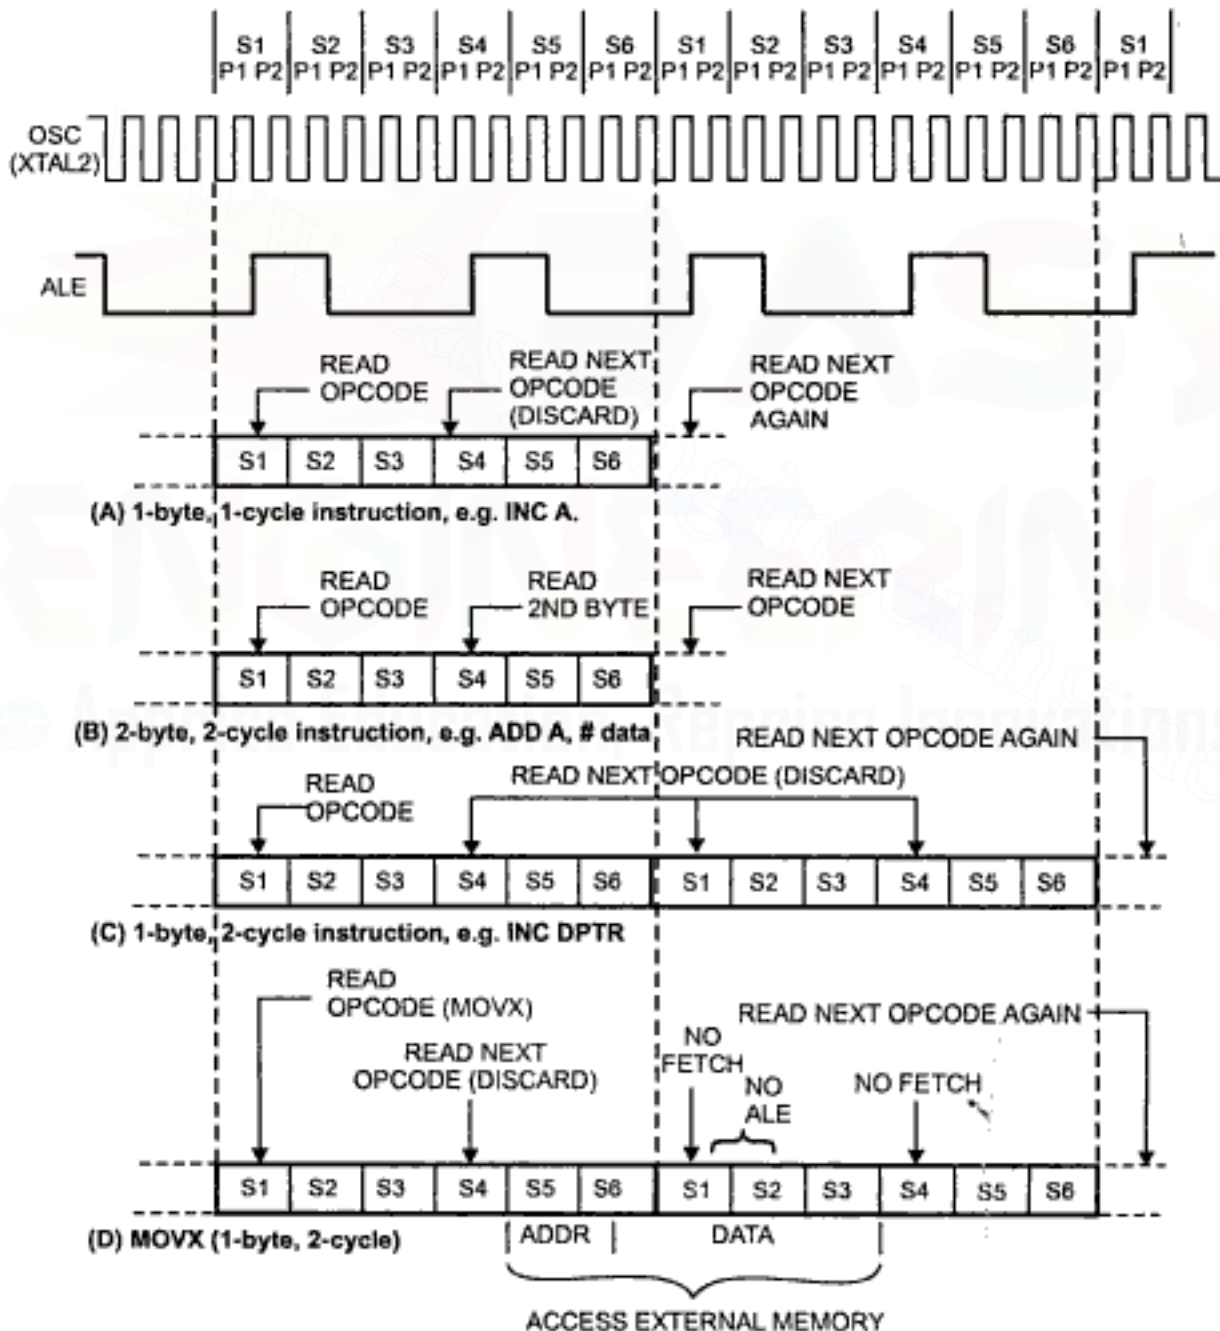 S1 S2 S3 S4 S5 S6 S1 S2 S3 S4 S5 S6 S1
P1 P2 P1 P2 P1 P2 P1 P2 P1 P2 P1 P2 P1 P2 P1 P2 P1 P2 P1 P2 P1 P2 P1 P2 P1 P2
OSC
(XTAL2)
ALE
READ
OPCODE
READ NEXT
OPCODE
(DISCARD)
READ NEXT
OPCODE
AGAIN
S1 S2 S3 S4 S5 S6
(A) 1-byte, 1-cycle instruction, e.g. INC A.
READ
OPCODE
READ
2ND BYTE
READ NEXT
OPCODE
S1 S2 S3 S4 S5 S6
(B) 2-byte, 2-cycle instruction, e.g. ADD A, # data
READ NEXT OPCODE AGAIN
READ NEXT OPCODE (DISCARD)
READ
OPCODE
S1 S2 S3 S4 S5 S6 S1 S2 S3 S4 S5 S6
(C) 1-byte, 2-cycle instruction, e.g. INC DPTR
READ
OPCODE (MOVX)
READ NEXT
OPCODE (DISCARD)
NO
FETCH
NO
ALE
NO FETCH
READ NEXT OPCODE AGAIN
S1 S2 S3 S4 S5 S6 S1 S2 S3 S4 S5 S6
(D) MOVX (1-byte, 2-cycle)
ADDR DATA
ACCESS EXTERNAL MEMORY